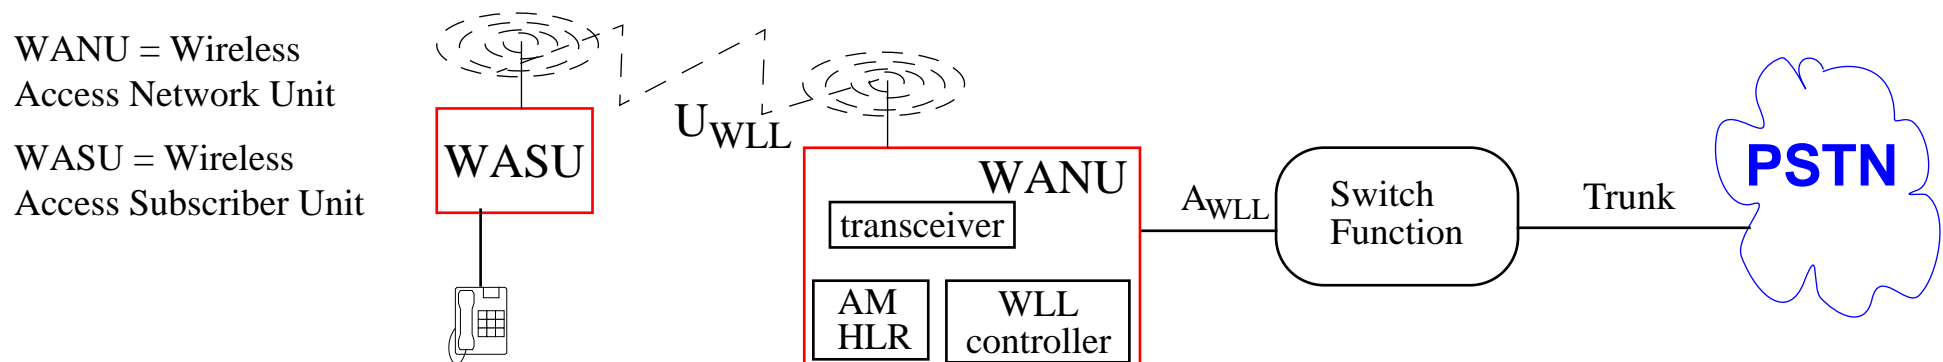 WANU = Wireless
Access Network Unit
WASU = Wireless
Access Subscriber Unit
WASU
UWLL
WANU
transceiver
AM
HLR
WLL
controller
AWLL
Switch
Function
Trunk
PSTN